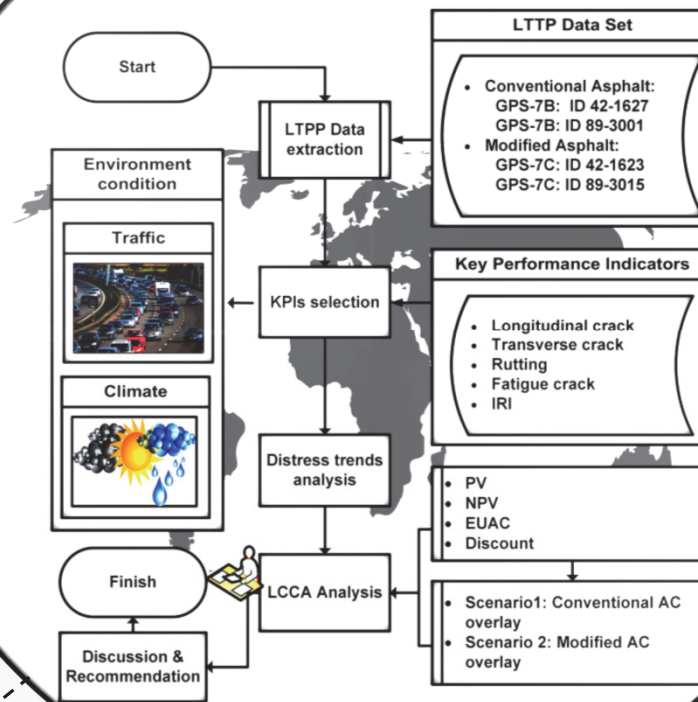 Start
LTPP Data
extraction
LTTP Data Set
• Conventional Asphalt:
GPS-7B: ID 42-1627
GPS-7B: ID 89-3001
• Modified Asphalt:
GPS-7C: ID 42-1623
GPS-7C: ID 89-3015
Environment
condition
Traffic
Climate
KPIs selection
Key Performance Indicators
• Longitudinal crack
• Transverse crack
• Rutting
• Fatigue crack
• IRI
Distress trends
analysis
• PV
• NPV
• EUAC
• Discount
LCCA Analysis
• Scenario1: Conventional AC
overlay
• Scenario 2: Modified AC
overlay
Finish
Discussion &
Recommendation